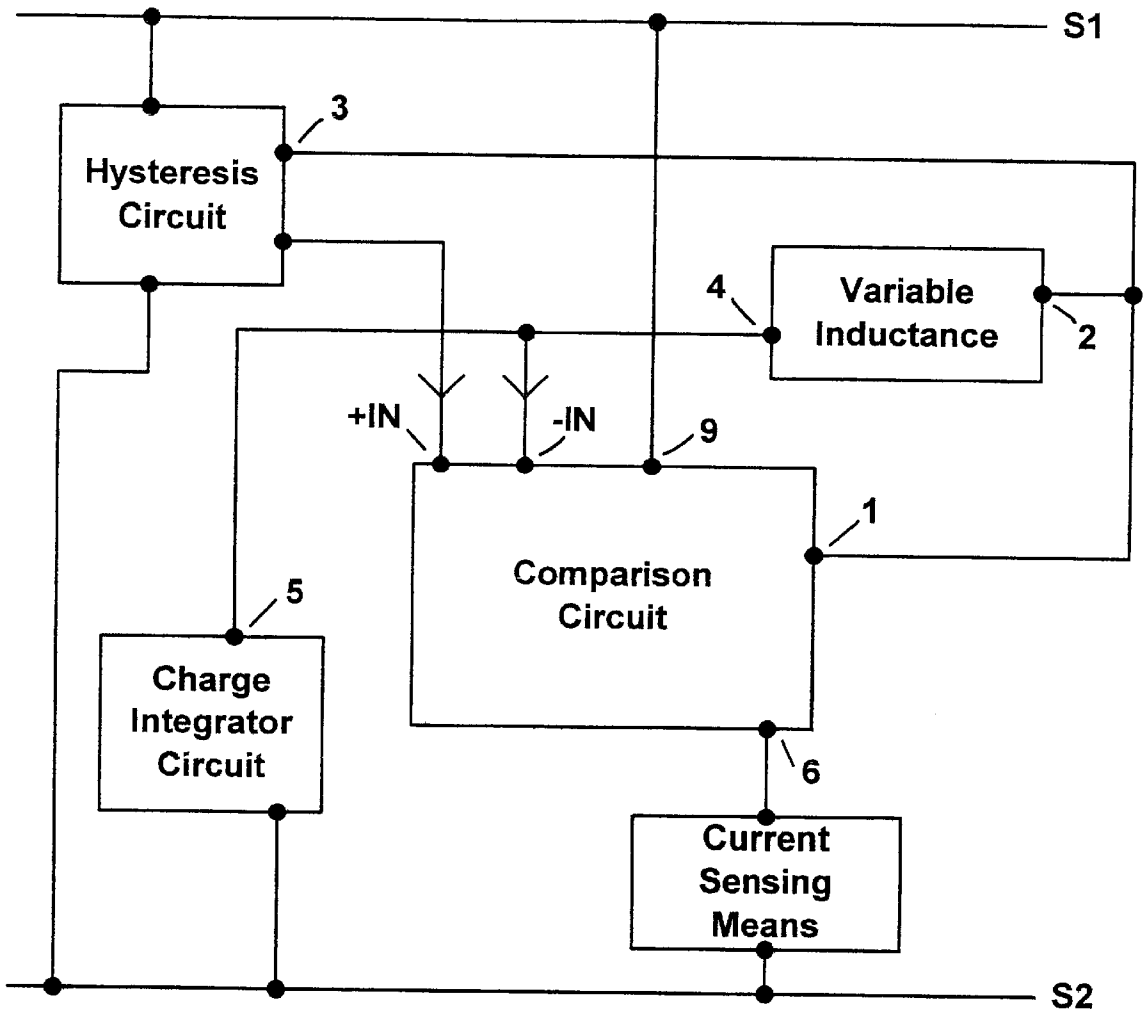 S1
3
Hysteresis
Circuit
4
Variable
Inductance
2
+IN
-IN
9
1
Comparison
Circuit
5
Charge
Integrator
Circuit
6
Current
Sensing
Means
S2